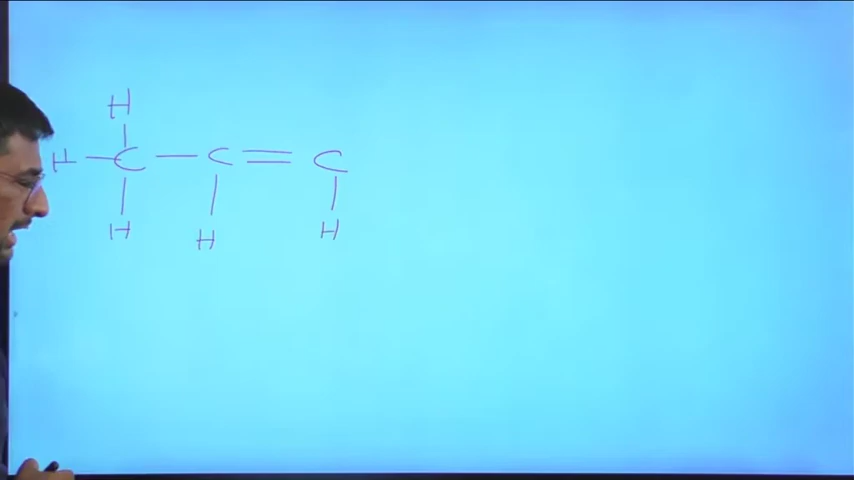 H
H — C — C = C
H H H